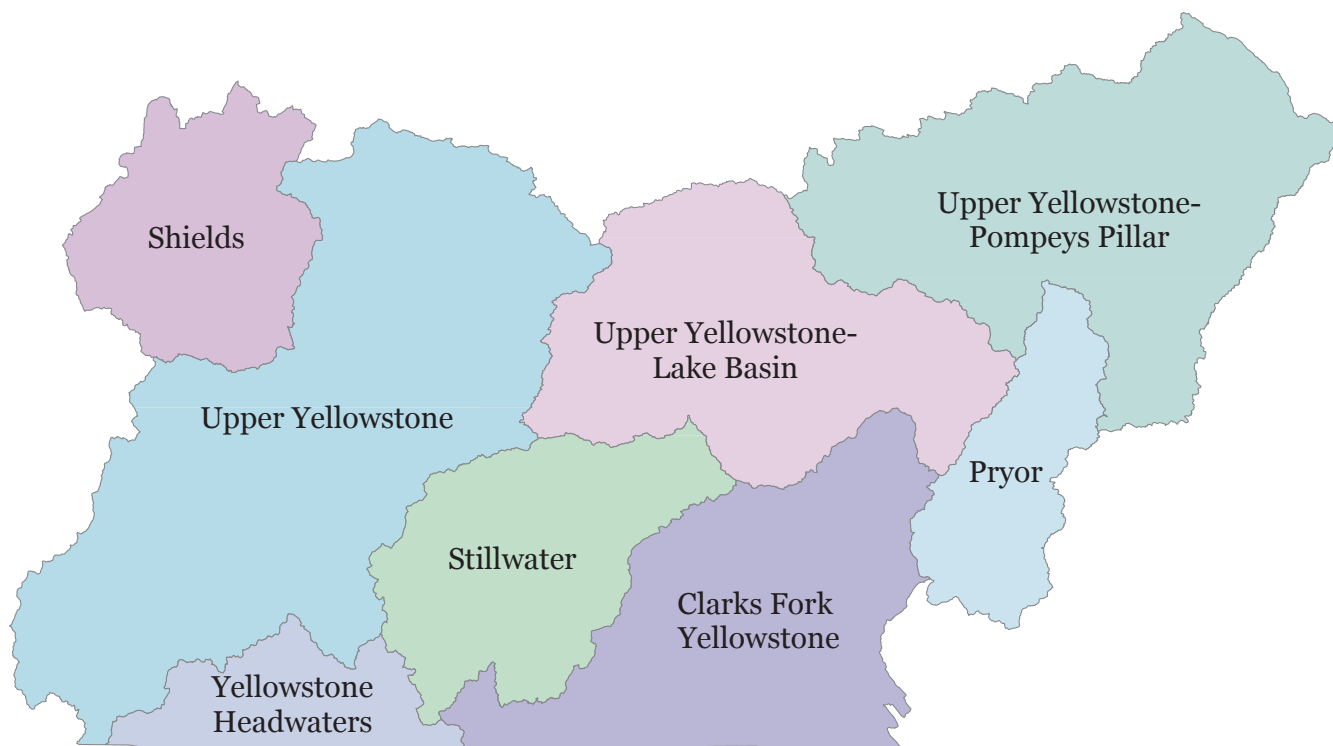 Upper Yellowstone-
Pompeys Pillar
Shields
Upper Yellowstone-
Lake Basin
Upper Yellowstone
Pryor
Stillwater
Clarks Fork
Yellowstone
Yellowstone
Headwaters